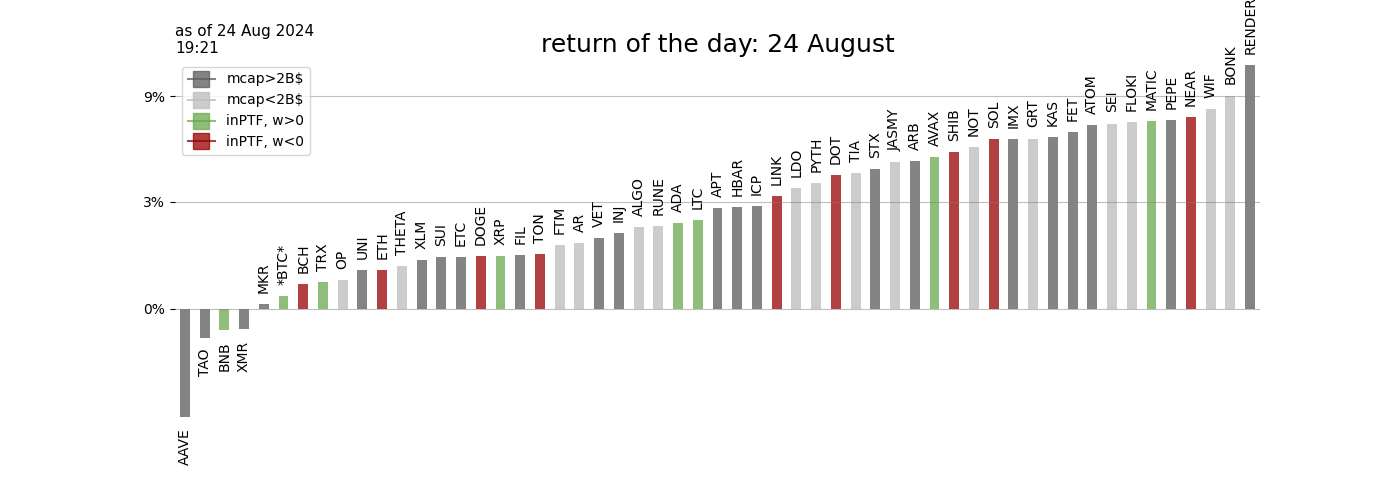 as of 24 Aug 2024
19:21
return of the day: 24 August
mcap>2B$
mcap<2B$
inPTF, w>0
inPTF, w<0
9%
3%
0%
AAVE
TAO
BNB
XMR
MKR
*BTC*
BCH
TRX
OP
UNI
ETH
THETA
XLM
SUI
ETC
DOGE
XRP
FIL
TON
FTM
AR
VET
INJ
ALGO
RUNE
ADA
LTC
APT
HBAR
ICP
LINK
LDO
PYTH
DOT
TIA
STX
JASMY
ARB
AVAX
SHIB
NOT
SOL
IMX
GRT
KAS
FET
ATOM
SEI
FLOKI
MATIC
PEPE
NEAR
WIF
BONK
RENDER